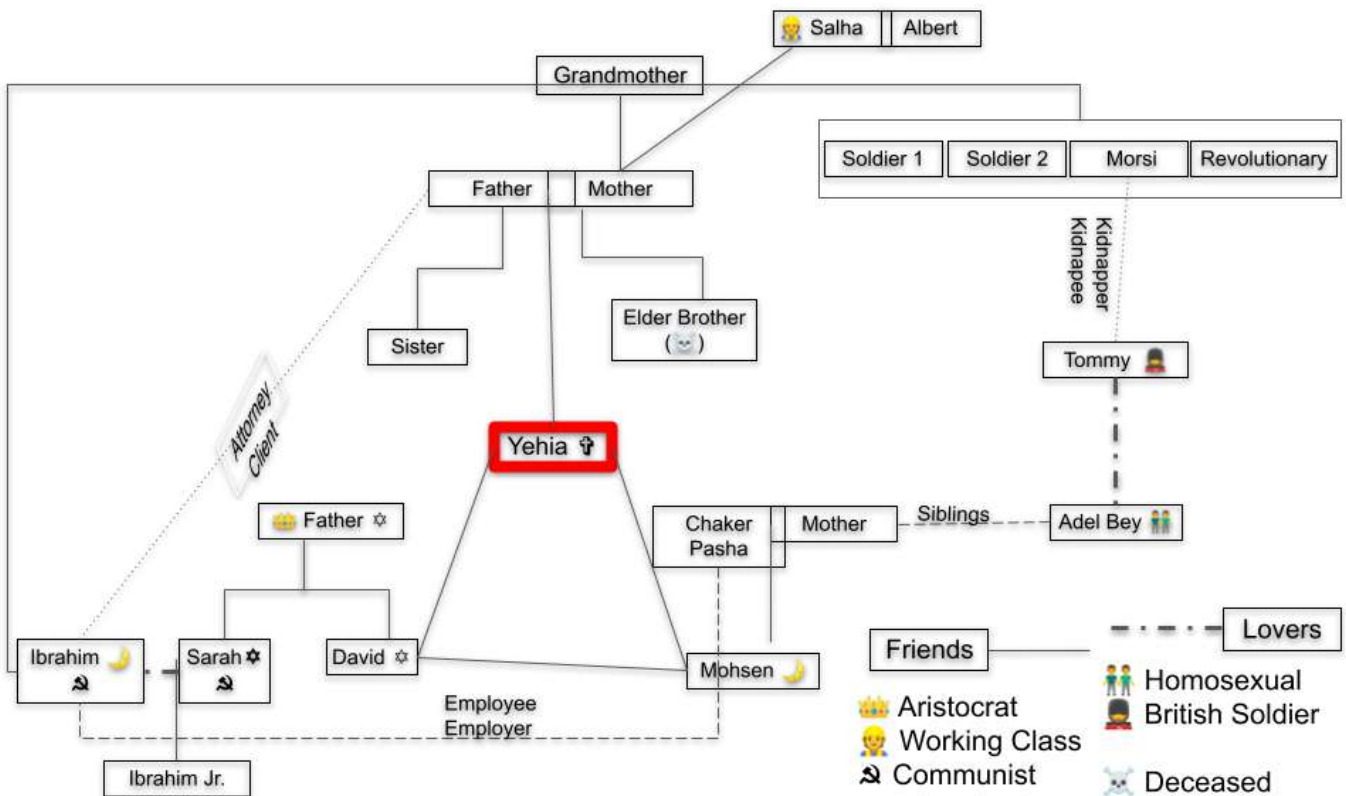 👷 Salha
Albert
Grandmother
Soldier 1
Soldier 2
Morsi
Revolutionary
Father
Mother
Kidnapper
Kidnapee
Sister
Elder Brother
(☠️)
Tommy 💂
Attorney
Client
Yehia ✞
👑 Father ✡
Chaker
Pasha
Mother
Siblings
Adel Bey 👬
Ibrahim 🌙
☭
Sarah ✡
☭
David ✡
Mohsen 🌙
Employee
Employer
Ibrahim Jr.
Friends
Lovers
👑 Aristocrat
👷 Working Class
☭ Communist
👬 Homosexual
💂 British Soldier
☠️ Deceased